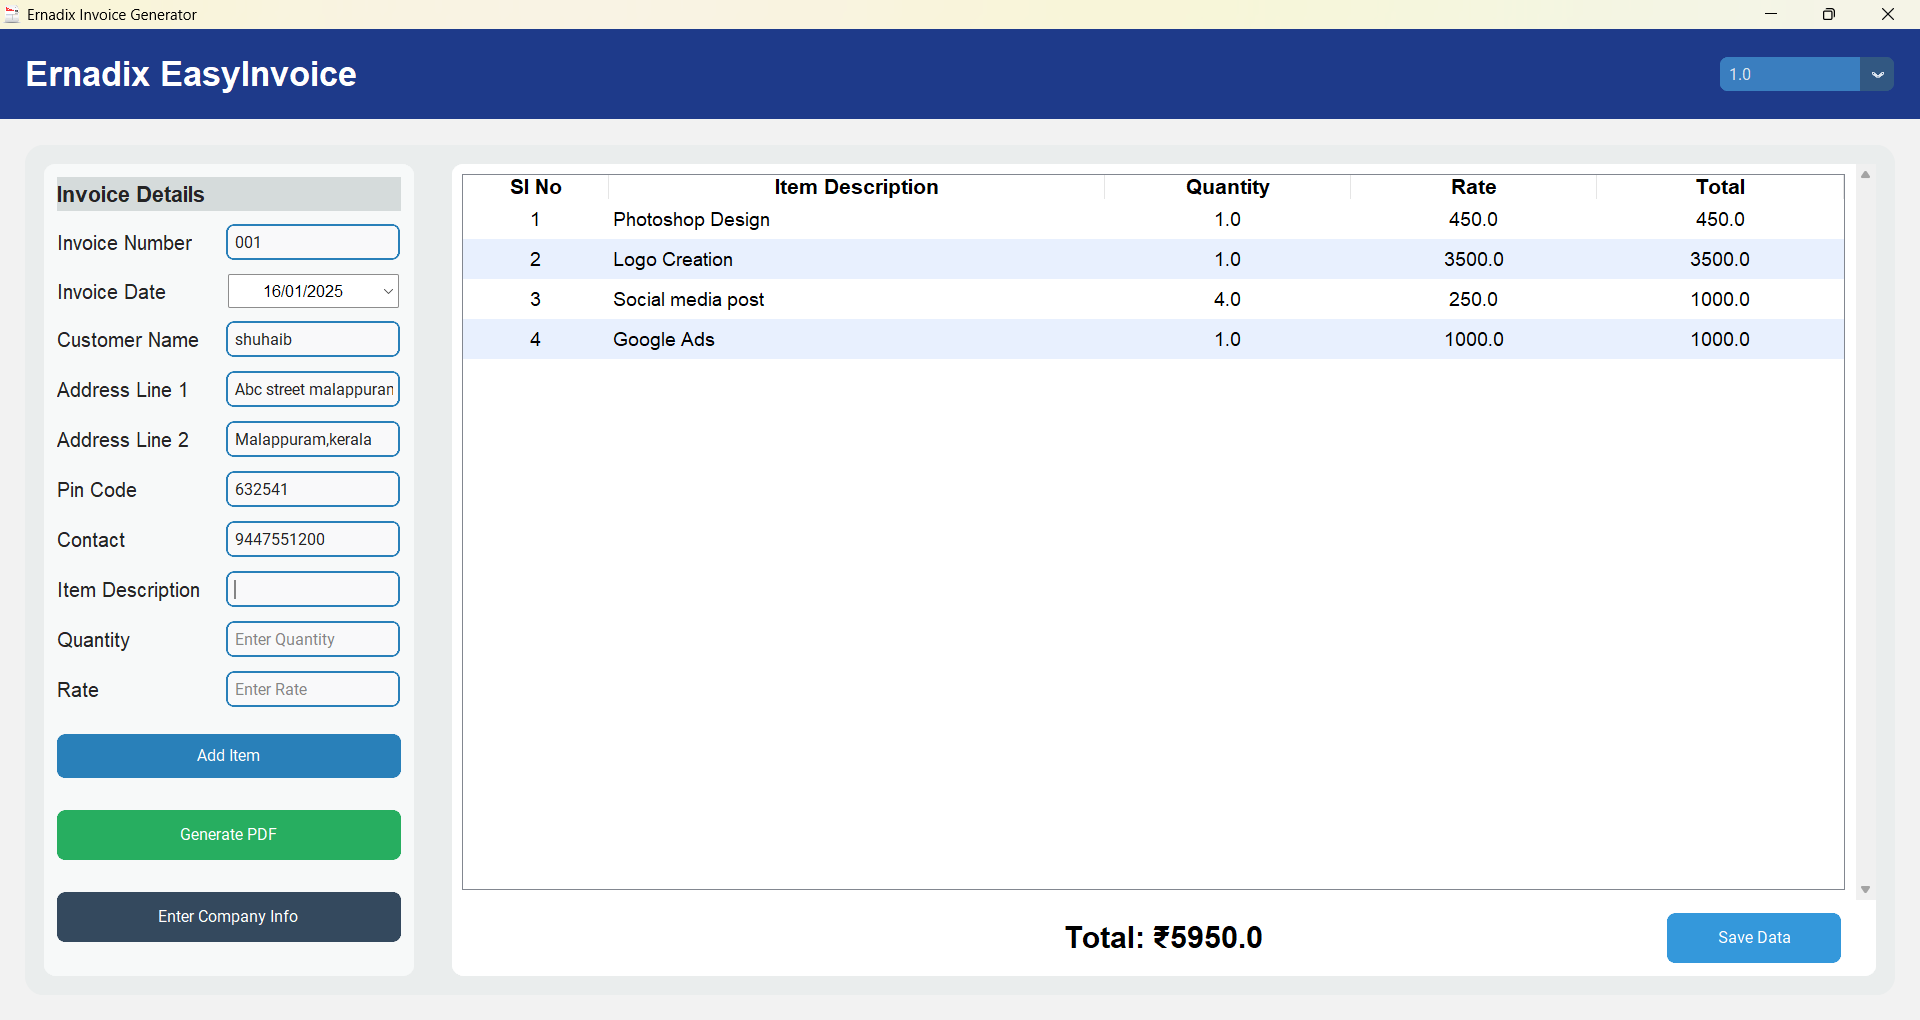 Ernadix Invoice Generator
Ernadix EasyInvoice
1.0
Invoice Details
Invoice Number 001
Invoice Date 16/01/2025
Customer Name shuhaib
Address Line 1 Abc street malappuran
Address Line 2 Malappuram,kerala
Pin Code 632541
Contact 9447551200
Item Description
Quantity Enter Quantity
Rate Enter Rate
Add Item
Generate PDF
Enter Company Info
Sl No Item Description Quantity Rate Total
1 Photoshop Design 1.0 450.0 450.0
2 Logo Creation 1.0 3500.0 3500.0
3 Social media post 4.0 250.0 1000.0
4 Google Ads 1.0 1000.0 1000.0
Total: ₹5950.0
Save Data